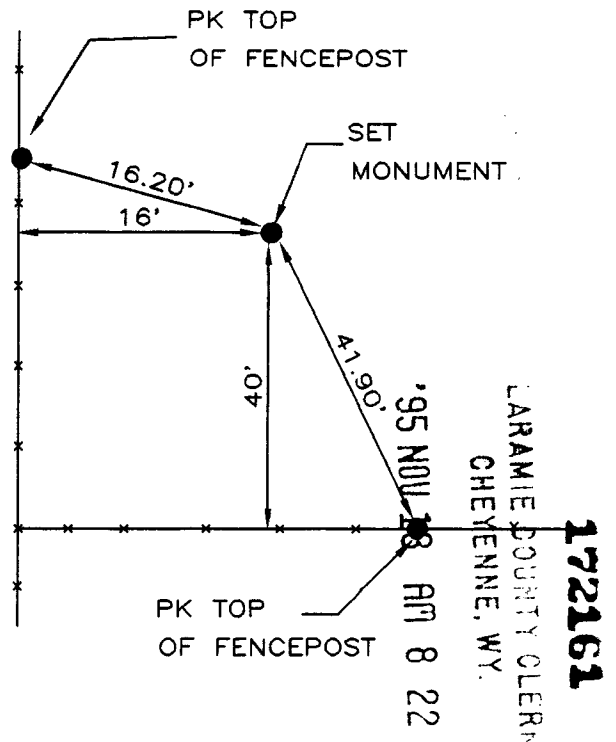 PK TOP
OF FENCEPOST
SET
MONUMENT
16.20'
16'
41.90'
40'
PK TOP
OF FENCEPOST
172161
LARAMIE COUNTY CLERK
CHEYENNE, WY.
'95 NOV 13 AM 8 22